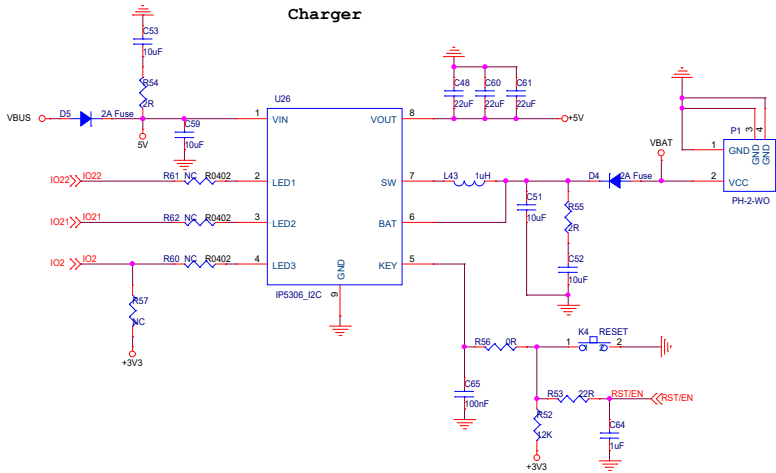 Charger
C53
10uF
R54
2R
VBUS
D5
2A Fuse
5V
C59
10uF
U26
1
VIN
VOUT
8
C48
22uF
C60
22uF
C61
22uF
+5V
IO22
IO22
R61
NC
R0402
2
LED1
SW
7
L43
1uH
D4
2A Fuse
VBAT
P1
1
GND
GND
GND
3
4
2
VCC
PH-2-WO
IO21
IO21
R62
NC
R0402
3
LED2
BAT
6
C51
10uF
R55
2R
C52
10uF
IO2
IO2
R60
NC
R0402
4
LED3
KEY
5
GND
9
IP5306_I2C
R57
NC
+3V3
R56
0R
K4
RESET
1
2
C65
100nF
R53
22R
RST/EN
RST/EN
R52
12K
+3V3
C64
1uF